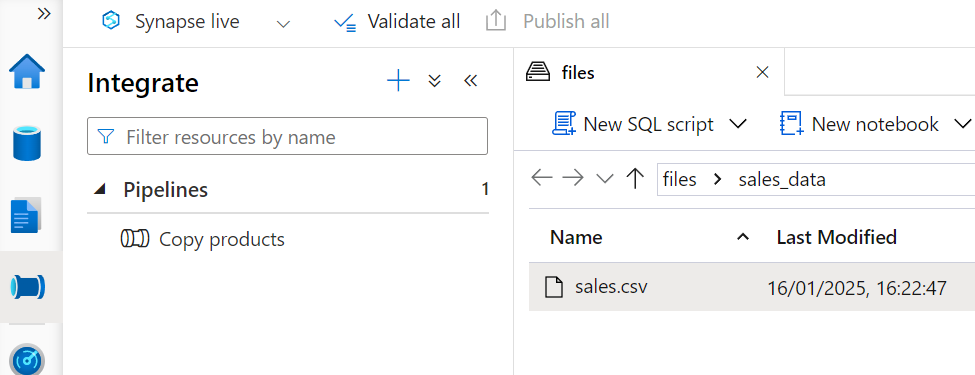 Synapse live Validate all Publish all
Integrate
Filter resources by name
Pipelines 1
Copy products
files
New SQL script New notebook
files sales_data
Name Last Modified
sales.csv 16/01/2025, 16:22:47